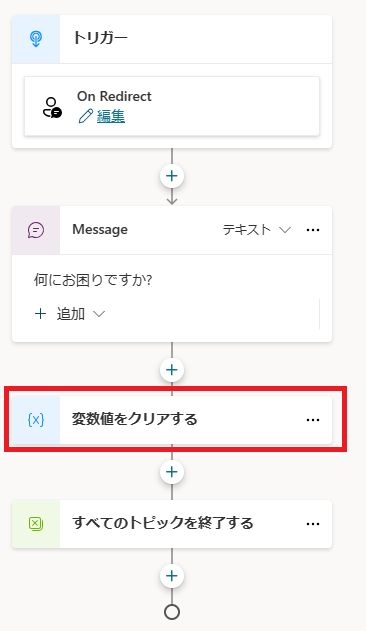 トリガー
On Redirect
編集
Message
テキスト
何にお困りですか?
追加
{x}
変数値をクリアする
すべてのトピックを終了する